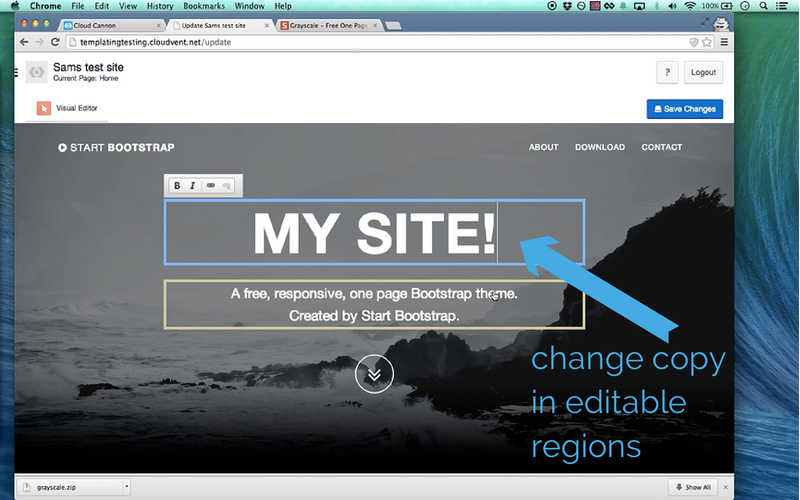 Chrome File Edit View History Bookmarks Window Help 100%
Cloud Cannon Update Sams test site Grayscale – Free One Page
templatingtesting.cloudvent.net/update
Sams test site
Current Page: Home
? Logout
Visual Editor Save Changes
START BOOTSTRAP ABOUT DOWNLOAD CONTACT
B I
MY SITE!
A free, responsive, one page Bootstrap theme.
Created by Start Bootstrap.
change copy
in editable
regions
grayscale.zip Show All